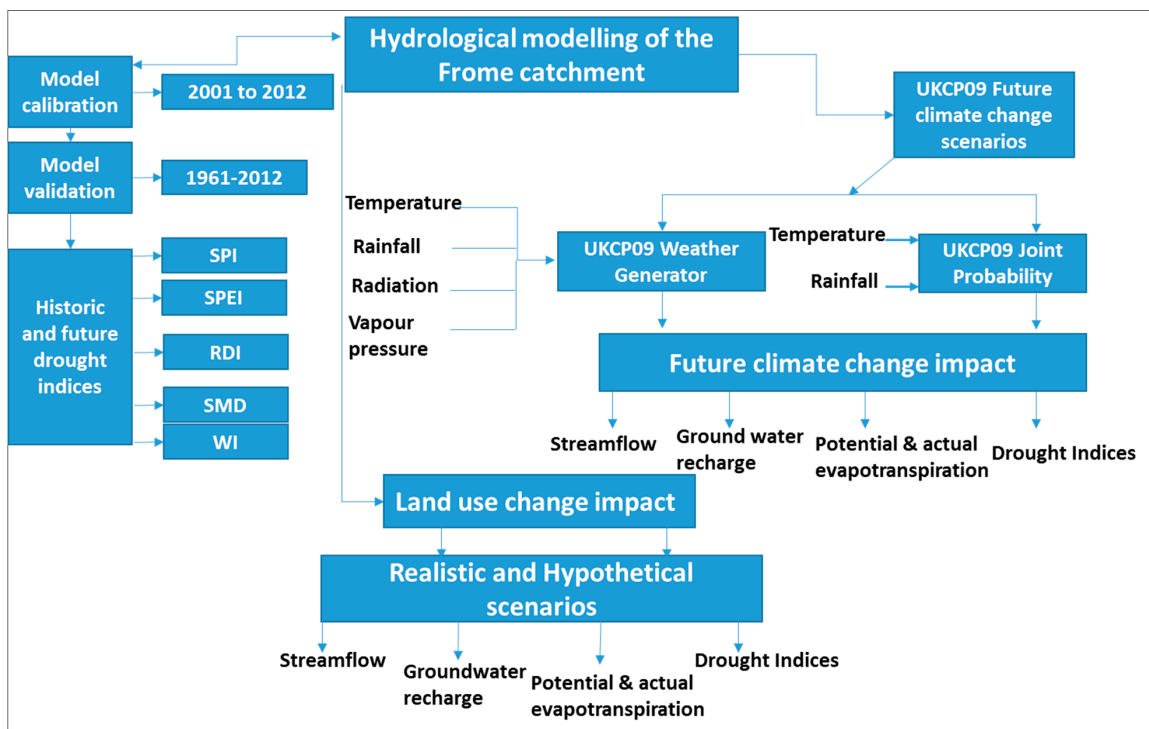 Hydrological modelling of the
Frome catchment
Model
calibration
2001 to 2012
UKCP09 Future
climate change
scenarios
Model
validation
1961-2012
Temperature
Rainfall
Radiation
Vapour
pressure
UKCP09 Weather
Generator
Temperature
Rainfall
UKCP09 Joint
Probability
Historic
and future
drought
indices
SPI
SPEI
RDI
SMD
WI
Future climate change impact
Streamflow
Ground water
recharge
Potential & actual
evapotranspiration
Drought Indices
Land use change impact
Realistic and Hypothetical
scenarios
Streamflow
Groundwater
recharge
Potential & actual
evapotranspiration
Drought Indices